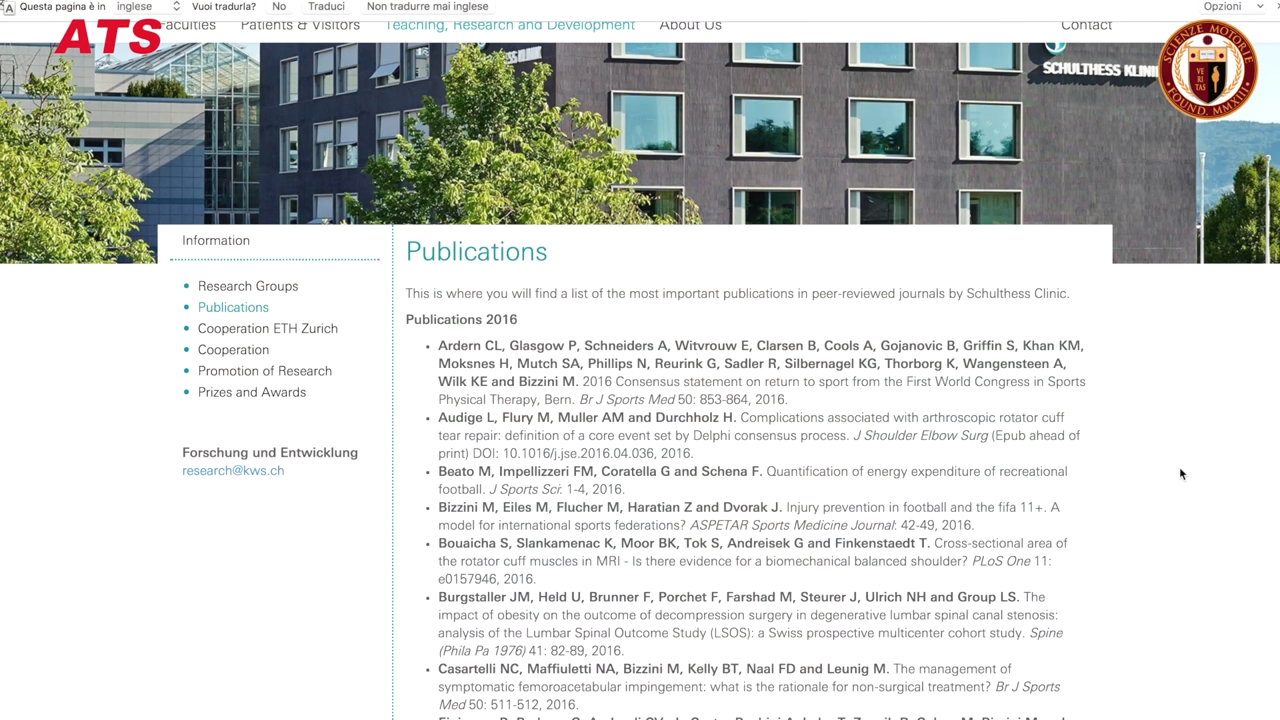 Questa pagina è in inglese Vuoi tradurla? No Traduci Non tradurre mai inglese Opzioni
ATS
Faculties Patients & Visitors Teaching, Research and Development About Us Contact
SCHULTHESS KLINI
SCIENZE MOTORIE
VE RI TAS
FOUND. MMXIII
Information
Research Groups
Publications
Cooperation ETH Zurich
Cooperation
Promotion of Research
Prizes and Awards
Forschung und Entwicklung
research@kws.ch
Publications
This is where you will find a list of the most important publications in peer-reviewed journals by Schulthess Clinic.
Publications 2016
Ardern CL, Glasgow P, Schneiders A, Witvrouw E, Clarsen B, Cools A, Gojanovic B, Griffin S, Khan KM,
Moksnes H, Mutch SA, Phillips N, Reurink G, Sadler R, Silbernagel KG, Thorborg K, Wangensteen A,
Wilk KE and Bizzini M. 2016 Consensus statement on return to sport from the First World Congress in Sports
Physical Therapy, Bern. Br J Sports Med 50: 853-864, 2016.
Audige L, Flury M, Muller AM and Durchholz H. Complications associated with arthroscopic rotator cuff
tear repair: definition of a core event set by Delphi consensus process. J Shoulder Elbow Surg (Epub ahead of
print) DOI: 10.1016/j.jse.2016.04.036, 2016.
Beato M, Impellizzeri FM, Coratella G and Schena F. Quantification of energy expenditure of recreational
football. J Sports Sci: 1-4, 2016.
Bizzini M, Eiles M, Flucher M, Haratian Z and Dvorak J. Injury prevention in football and the fifa 11+. A
model for international sports federations? ASPETAR Sports Medicine Journal: 42-49, 2016.
Bouaicha S, Slankamenac K, Moor BK, Tok S, Andreisek G and Finkenstaedt T. Cross-sectional area of
the rotator cuff muscles in MRI - Is there evidence for a biomechanical balanced shoulder? PLoS One 11:
e0157946, 2016.
Burgstaller JM, Held U, Brunner F, Porchet F, Farshad M, Steurer J, Ulrich NH and Group LS. The
impact of obesity on the outcome of decompression surgery in degenerative lumbar spinal canal stenosis:
analysis of the Lumbar Spinal Outcome Study (LSOS): a Swiss prospective multicenter cohort study. Spine
(Phila Pa 1976) 41: 82-89, 2016.
Casartelli NC, Maffiuletti NA, Bizzini M, Kelly BT, Naal FD and Leunig M. The management of
symptomatic femoroacetabular impingement: what is the rationale for non-surgical treatment? Br J Sports
Med 50: 511-512, 2016.